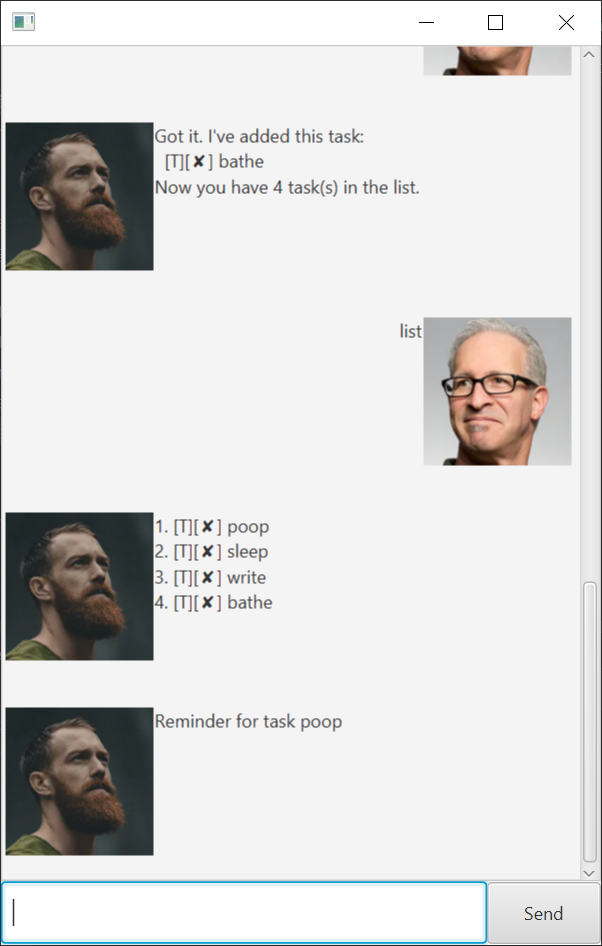 Got it. I've added this task:
[T][✘] bathe
Now you have 4 task(s) in the list.
list
1. [T][✘] poop
2. [T][✘] sleep
3. [T][✘] write
4. [T][✘] bathe
Reminder for task poop
Send